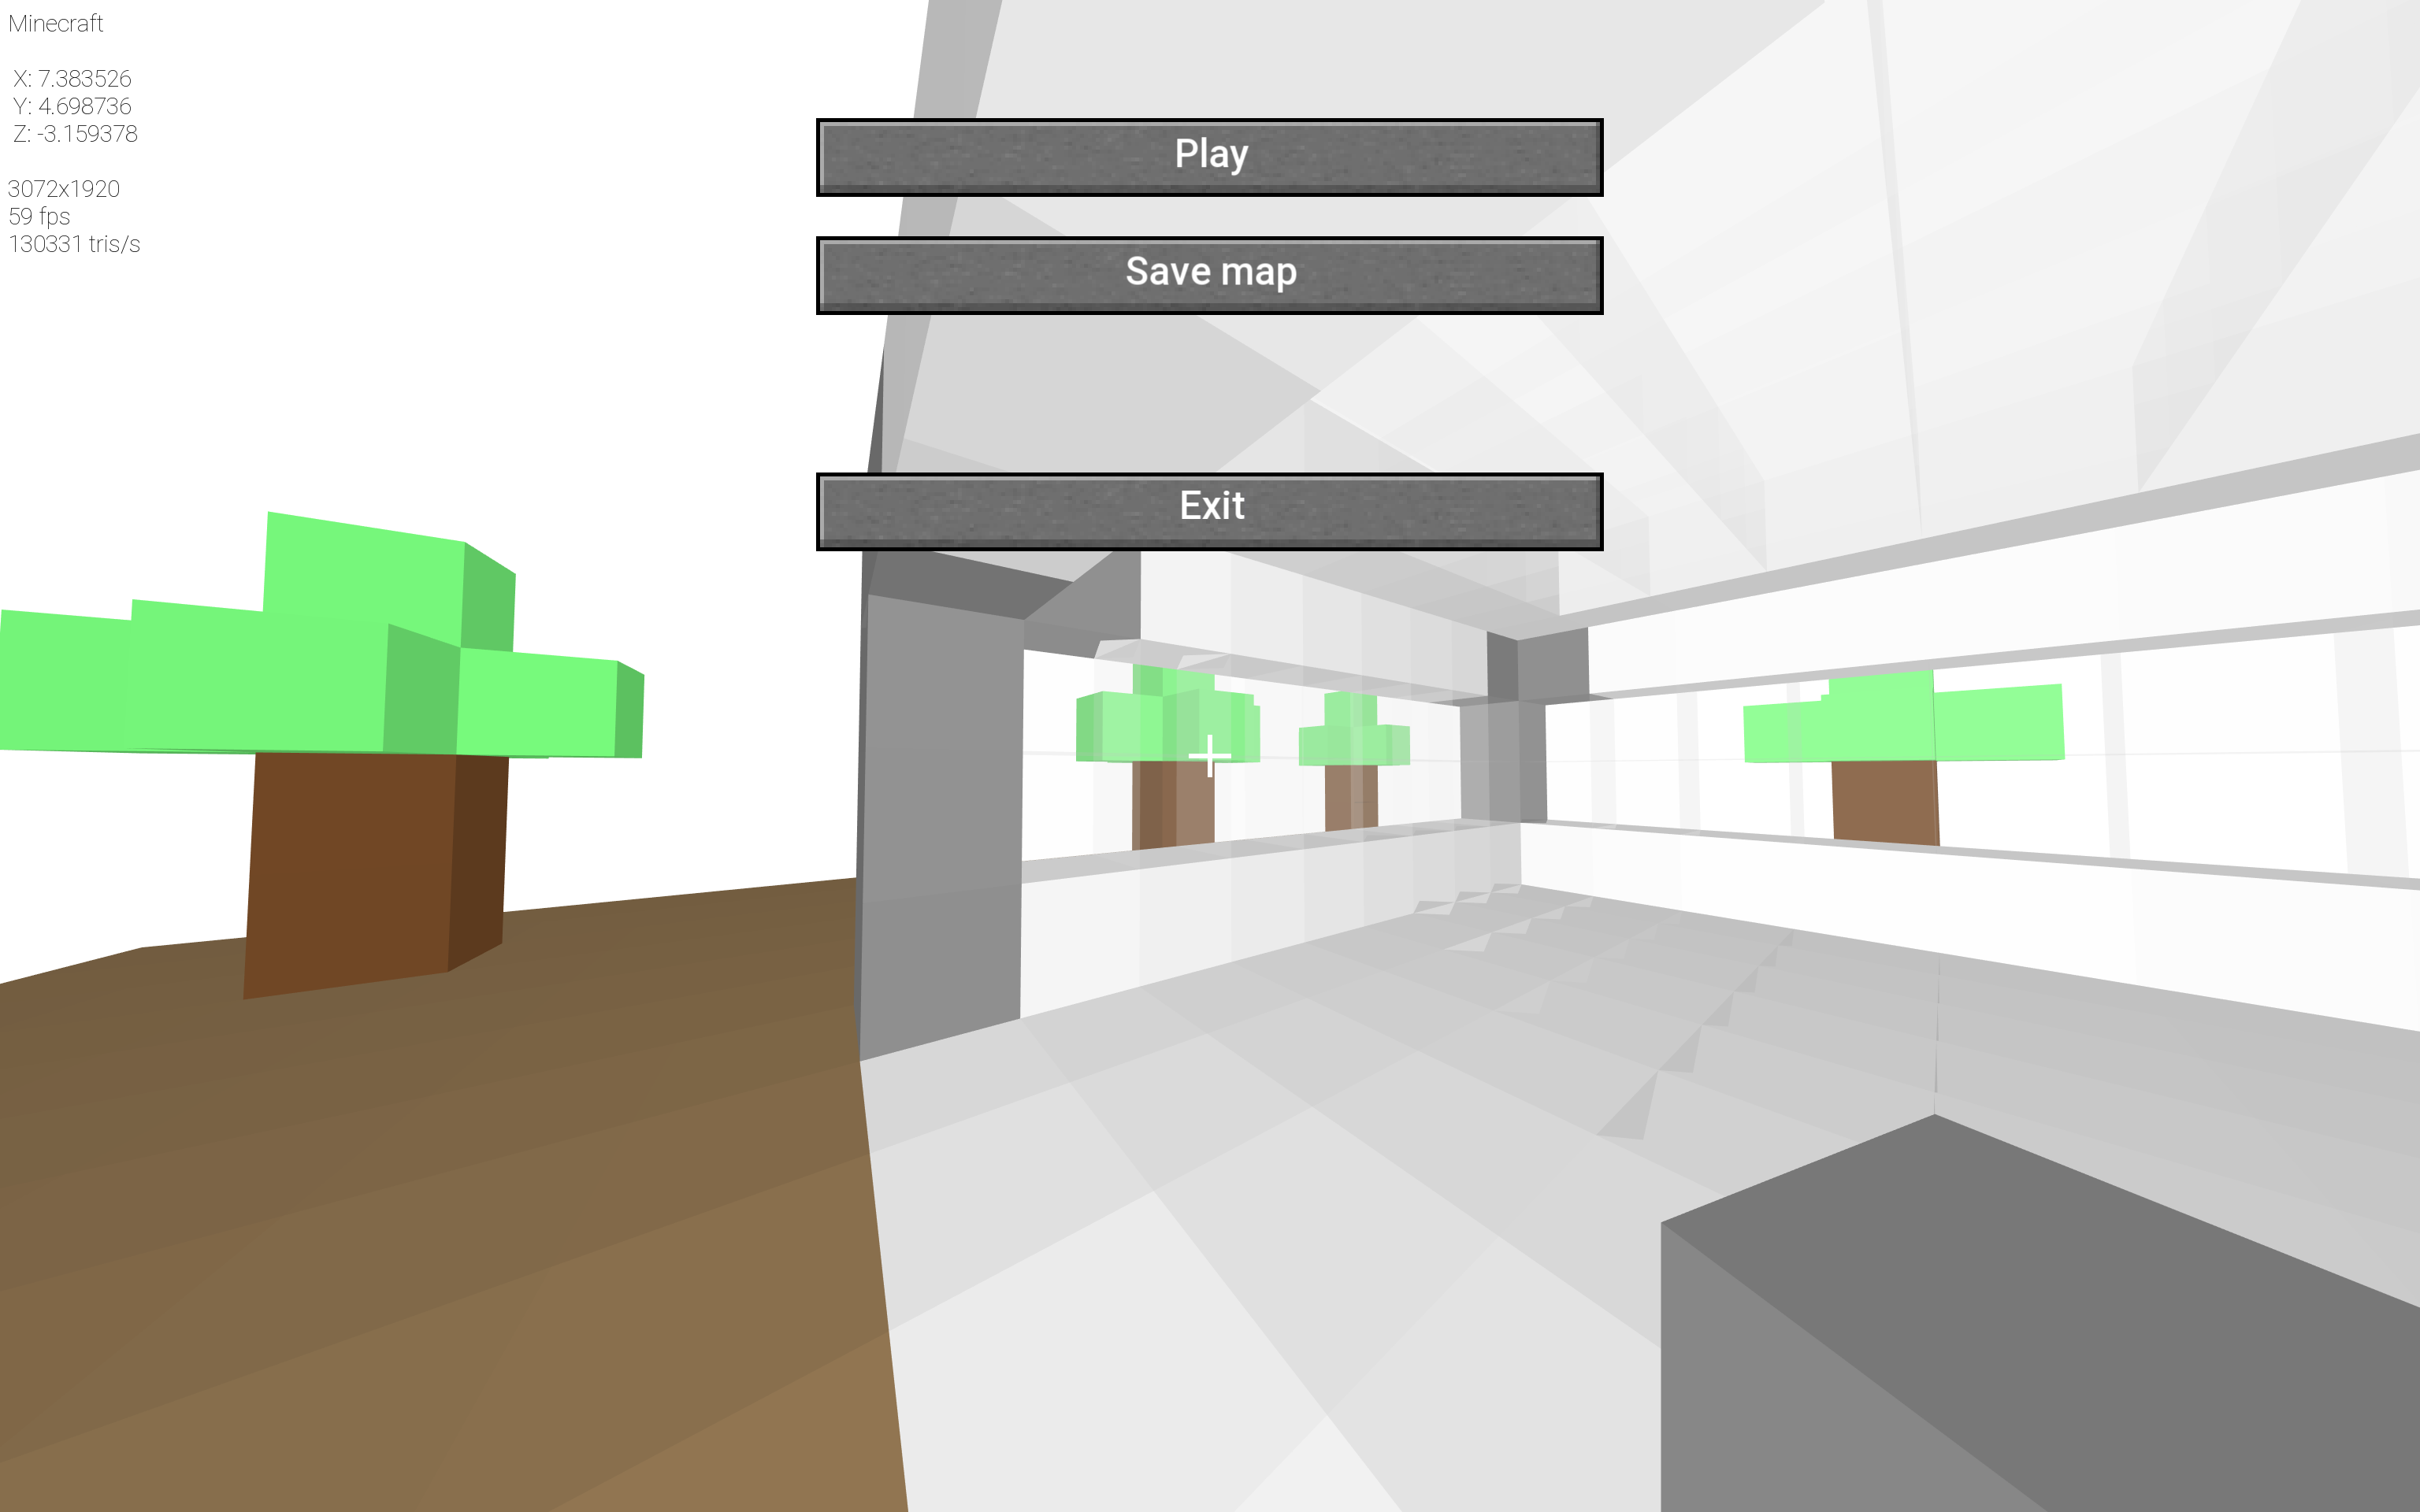 Minecraft
X: 7.383526
Y: 4.698736
Z: -3.159378
3072x1920
59 fps
130331 tris/s
Play
Save map
Exit